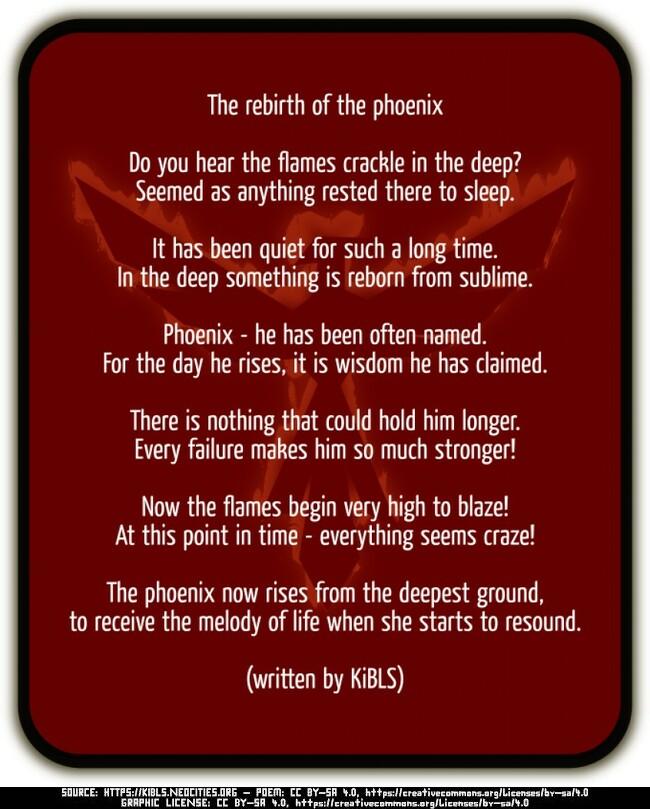 The rebirth of the phoenix
Do you hear the flames crackle in the deep?
Seemed as anything rested there to sleep.
It has been quiet for such a long time.
In the deep something is reborn from sublime.
Phoenix - he has been often named.
For the day he rises, it is wisdom he has claimed.
There is nothing that could hold him longer.
Every failure makes him so much stronger!
Now the flames begin very high to blaze!
At this point in time - everything seems craze!
The phoenix now rises from the deepest ground,
to receive the melody of life when she starts to resound.
(written by KiBLS)
SOURCE: HTTPS://KIBLS.NEOCITIES.ORG - POEM: CC BY-SA 4.0, https://creativecommons.org/licenses/by-sa/4.0
GRAPHIC LICENSE: CC BY-SA 4.0, https://creativecommons.org/licenses/by-sa/4.0